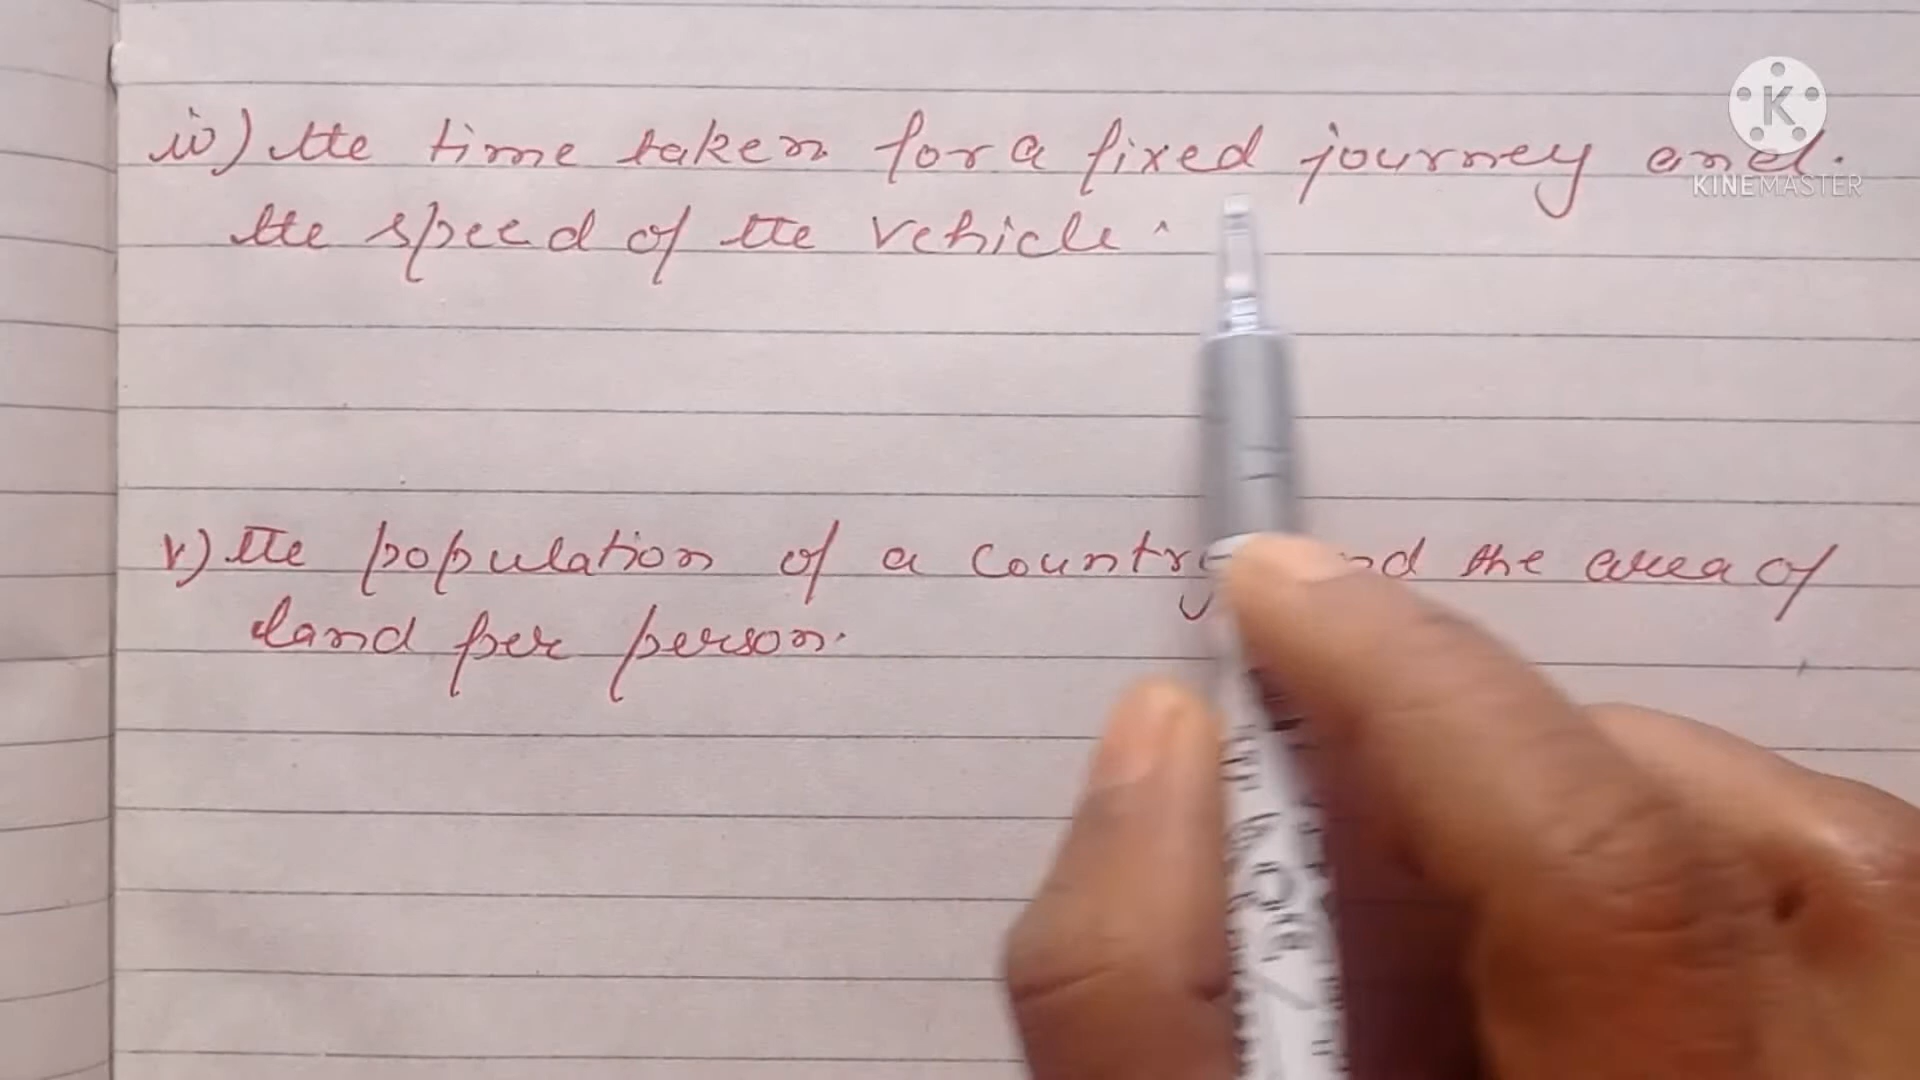 iv) the time taken for a fixed journey and.
the speed of the vehicle.
v) the population of a country and the area of
land per person.
K
KINEMASTER